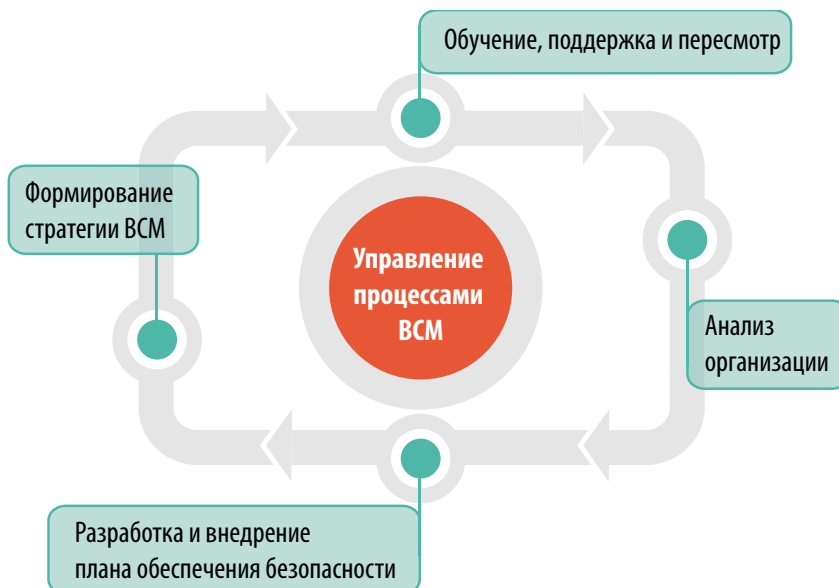 Обучение, поддержка и пересмотр
Формирование
стратегии BCM
Управление
процессами
BCM
Анализ
организации
Разработка и внедрение
плана обеспечения безопасности